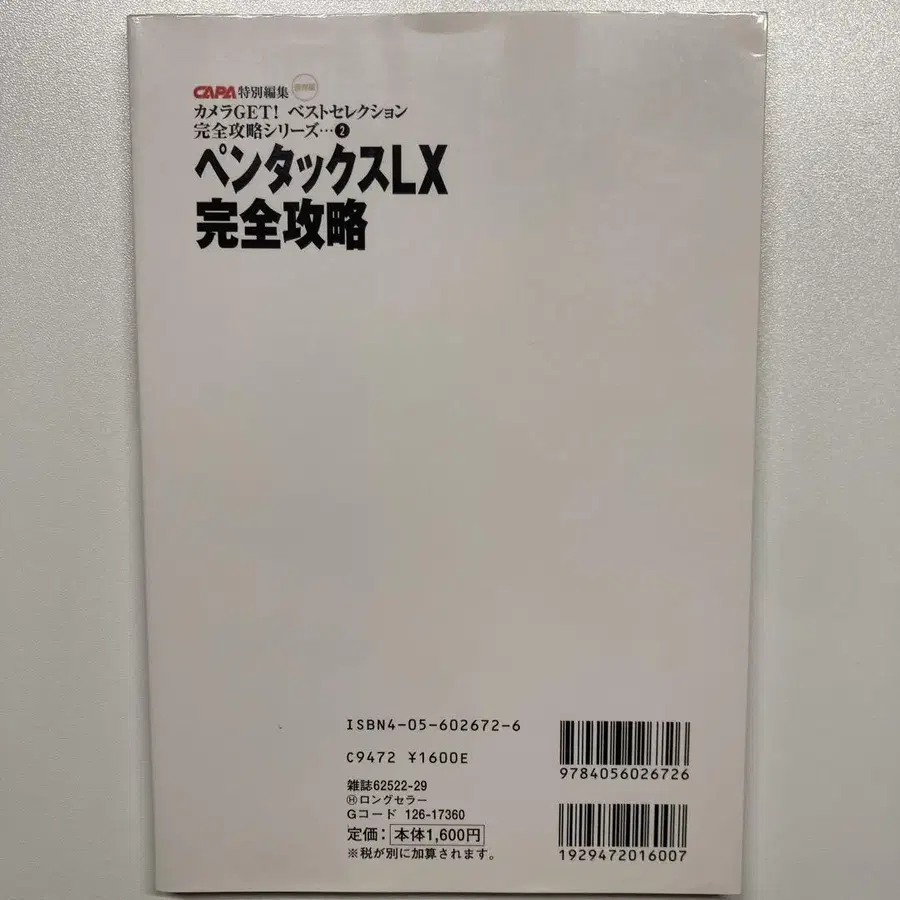 CAPA特別編集 保存版
カメラGET! ベストセレクション
完全攻略シリーズ…❷
ペンタックスLX
完全攻略
ISBN4-05-602672-6
C9472 ¥1600E
雑誌62522-29
Ⓗロングセラー
Gコード 126-17360
定価：本体1,600円
※税が別に加算されます。
9784056026726
1929472016007